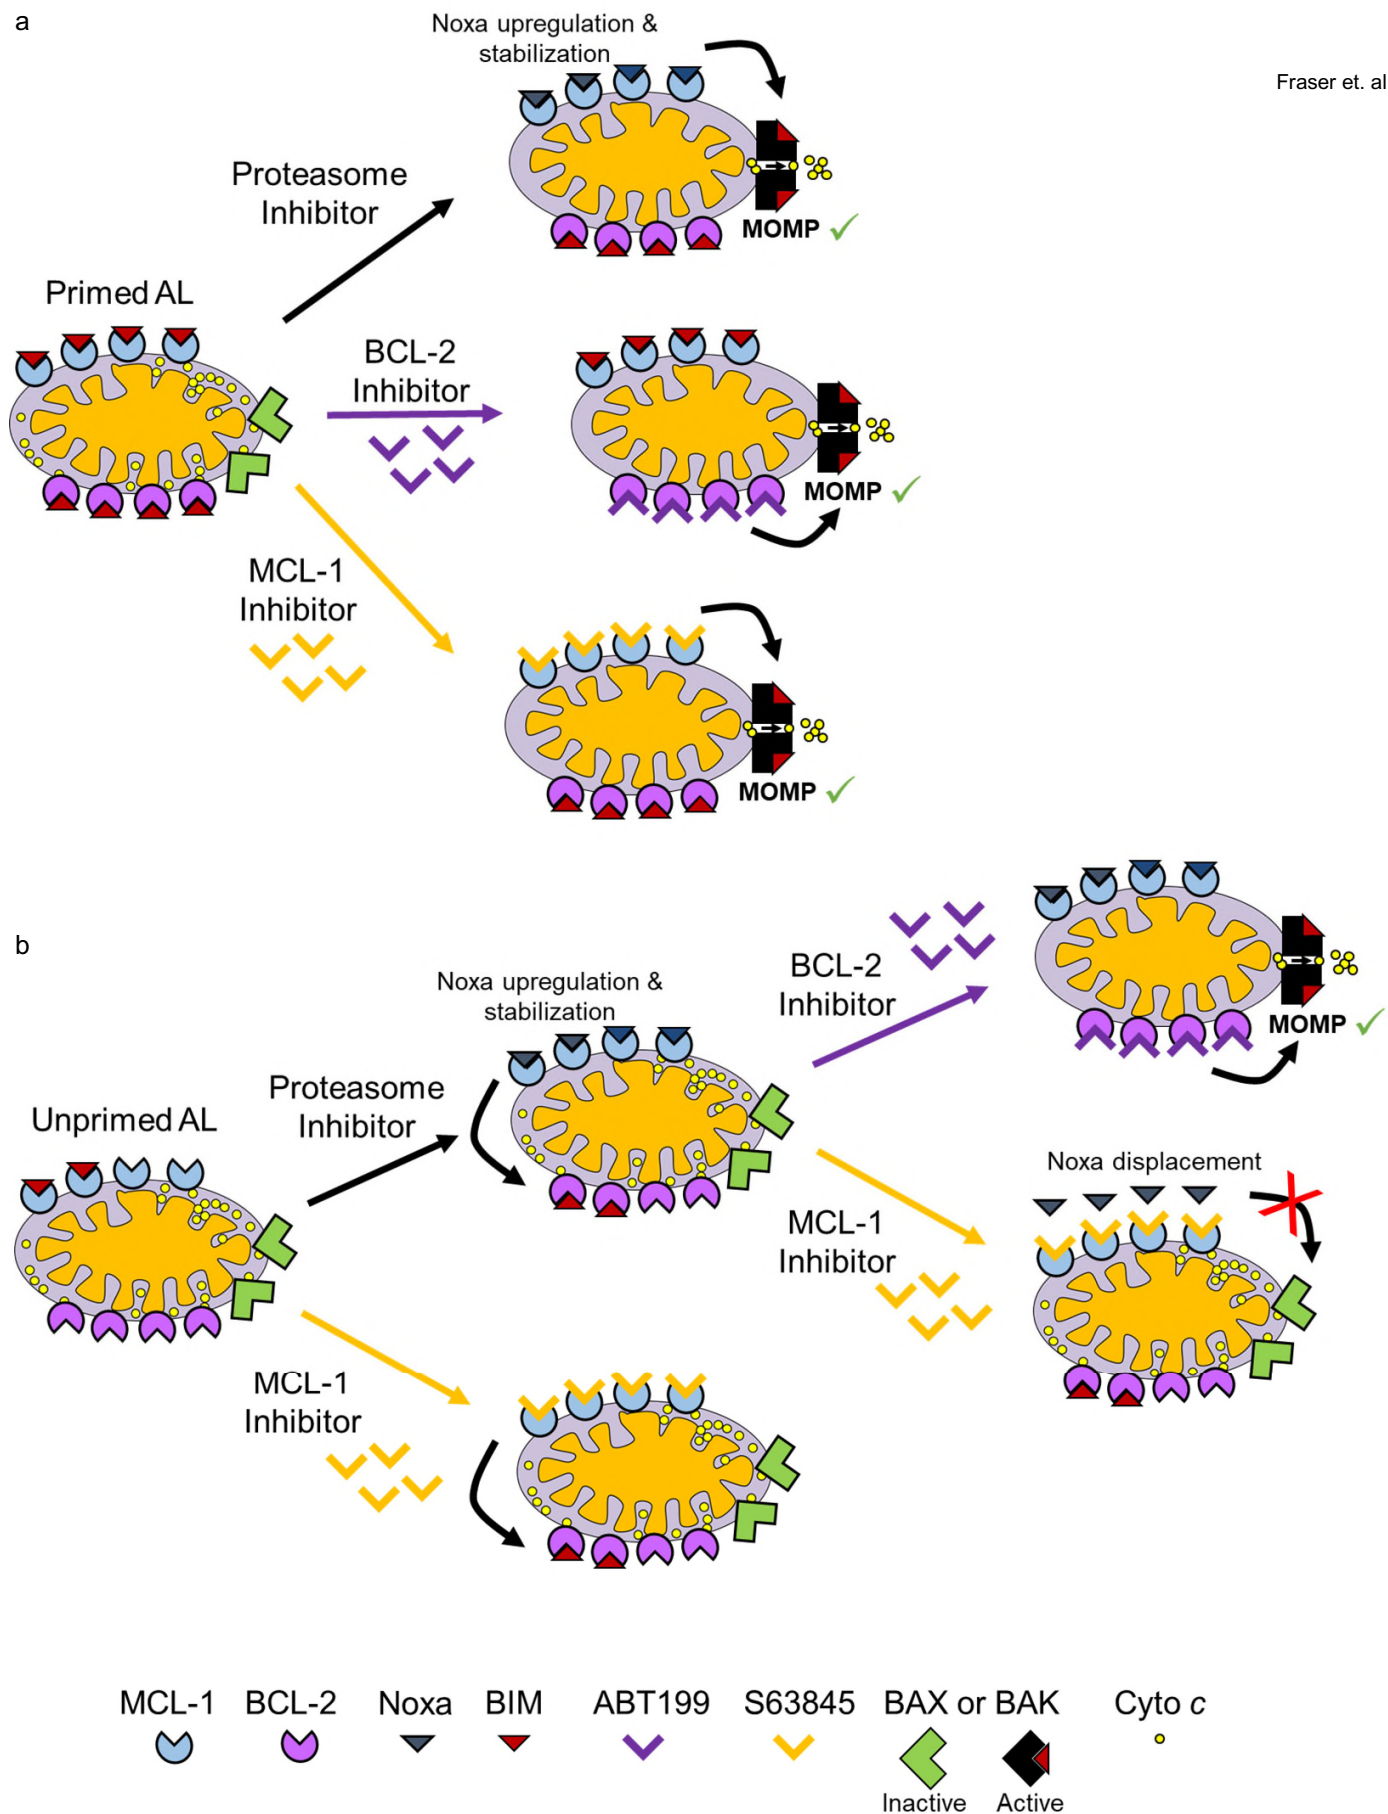 a
Noxa upregulation &
stabilization
Fraser et. al
Proteasome
Inhibitor
MOMP
Primed AL
BCL-2
Inhibitor
MOMP
MCL-1
Inhibitor
MOMP
b
Noxa upregulation &
stabilization
BCL-2
Inhibitor
MOMP
Proteasome
Inhibitor
Unprimed AL
Noxa displacement
MCL-1
Inhibitor
MCL-1
Inhibitor
MCL-1 BCL-2 Noxa BIM ABT199 S63845 BAX or BAK Cyto c
Inactive Active